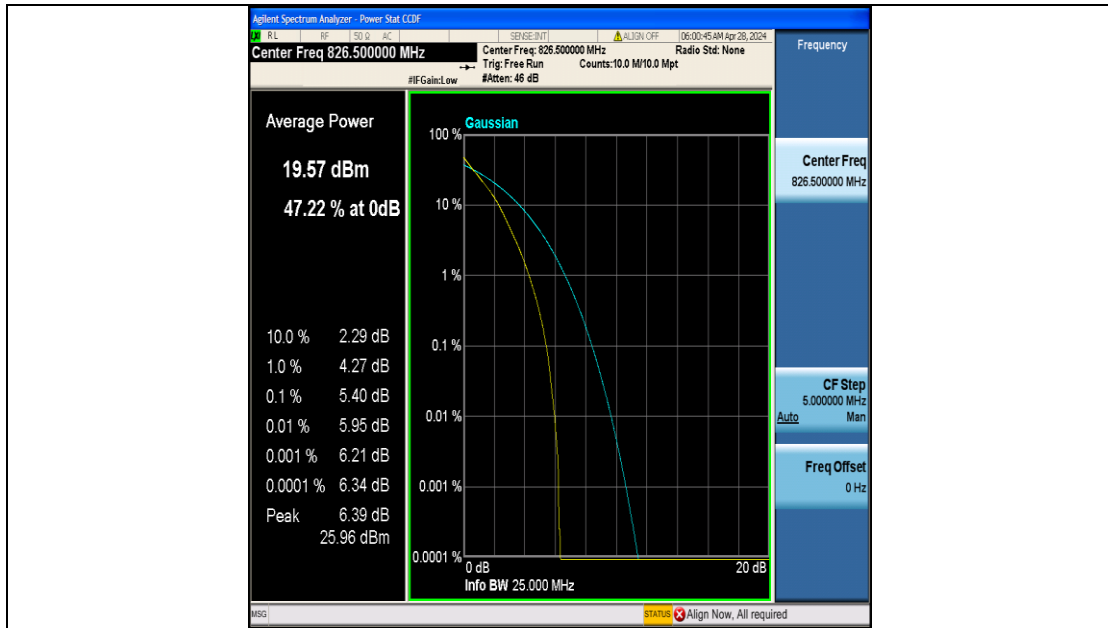 Agilent Spectrum Analyzer - Power Stat CCDF
RL RF 50 Ω AC SENSE:INT ALIGN OFF 06:00:45 AM Apr 28, 2024
Center Freq 826.500000 MHz
Center Freq: 826.500000 MHz Radio Std: None
Trig: Free Run Counts:10.0 M/10.0 Mpt
#IFGain:Low #Atten: 46 dB
Frequency
Average Power
19.57 dBm
47.22 % at 0dB
10.0 % 2.29 dB
1.0 % 4.27 dB
0.1 % 5.40 dB
0.01 % 5.95 dB
0.001 % 6.21 dB
0.0001 % 6.34 dB
Peak 6.39 dB
25.96 dBm
Gaussian
100 %
10 %
1 %
0.1 %
0.01 %
0.001 %
0.0001 %
0 dB 20 dB
Info BW 25.000 MHz
Center Freq
826.500000 MHz
CF Step
5.000000 MHz
Auto Man
Freq Offset
0 Hz
MSG STATUS Align Now, All required